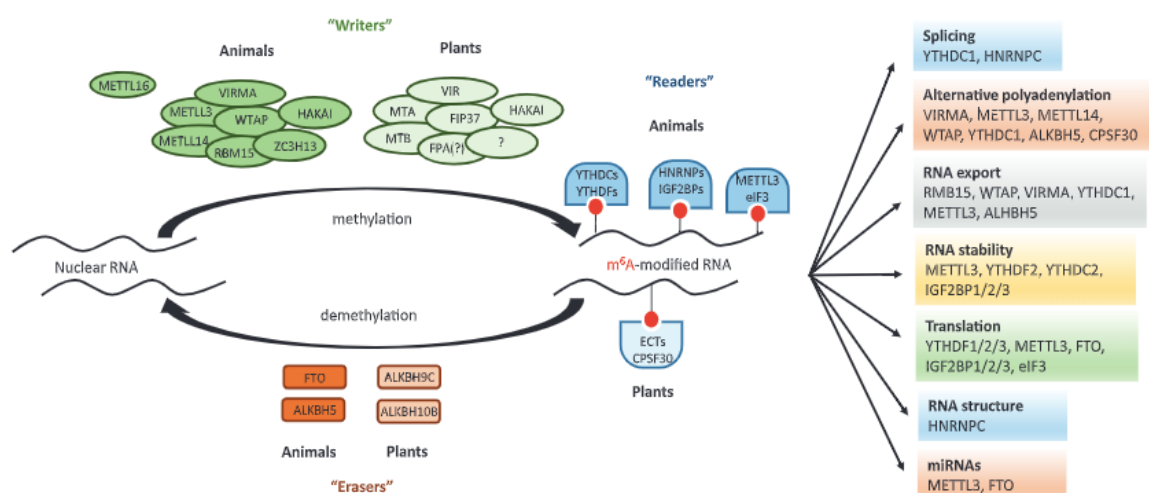 "Writers"
Animals
Plants
METTL16
VIRMA
METLL3
WTAP
HAKAI
METLL14
RBM15
ZC3H13
VIR
MTA
FIP37
HAKAI
MTB
FPA(?)
?
"Readers"
Animals
YTHDCs
YTHDFs
HNRNPs
IGF2BPs
METTL3
eIF3
methylation
Nuclear RNA
m⁶A-modified RNA
demethylation
ECTs
CPSF30
Plants
FTO
ALKBH9C
ALKBH5
ALKBH10B
Animals
Plants
"Erasers"
Splicing
YTHDC1, HNRNPC
Alternative polyadenylation
VIRMA, METTL3, METTL14,
WTAP, YTHDC1, ALKBH5, CPSF30
RNA export
RMB15, WTAP, VIRMA, YTHDC1,
METTL3, ALHBH5
RNA stability
METTL3, YTHDF2, YTHDC2,
IGF2BP1/2/3
Translation
YTHDF1/2/3, METTL3, FTO,
IGF2BP1/2/3, eIF3
RNA structure
HNRNPC
miRNAs
METTL3, FTO